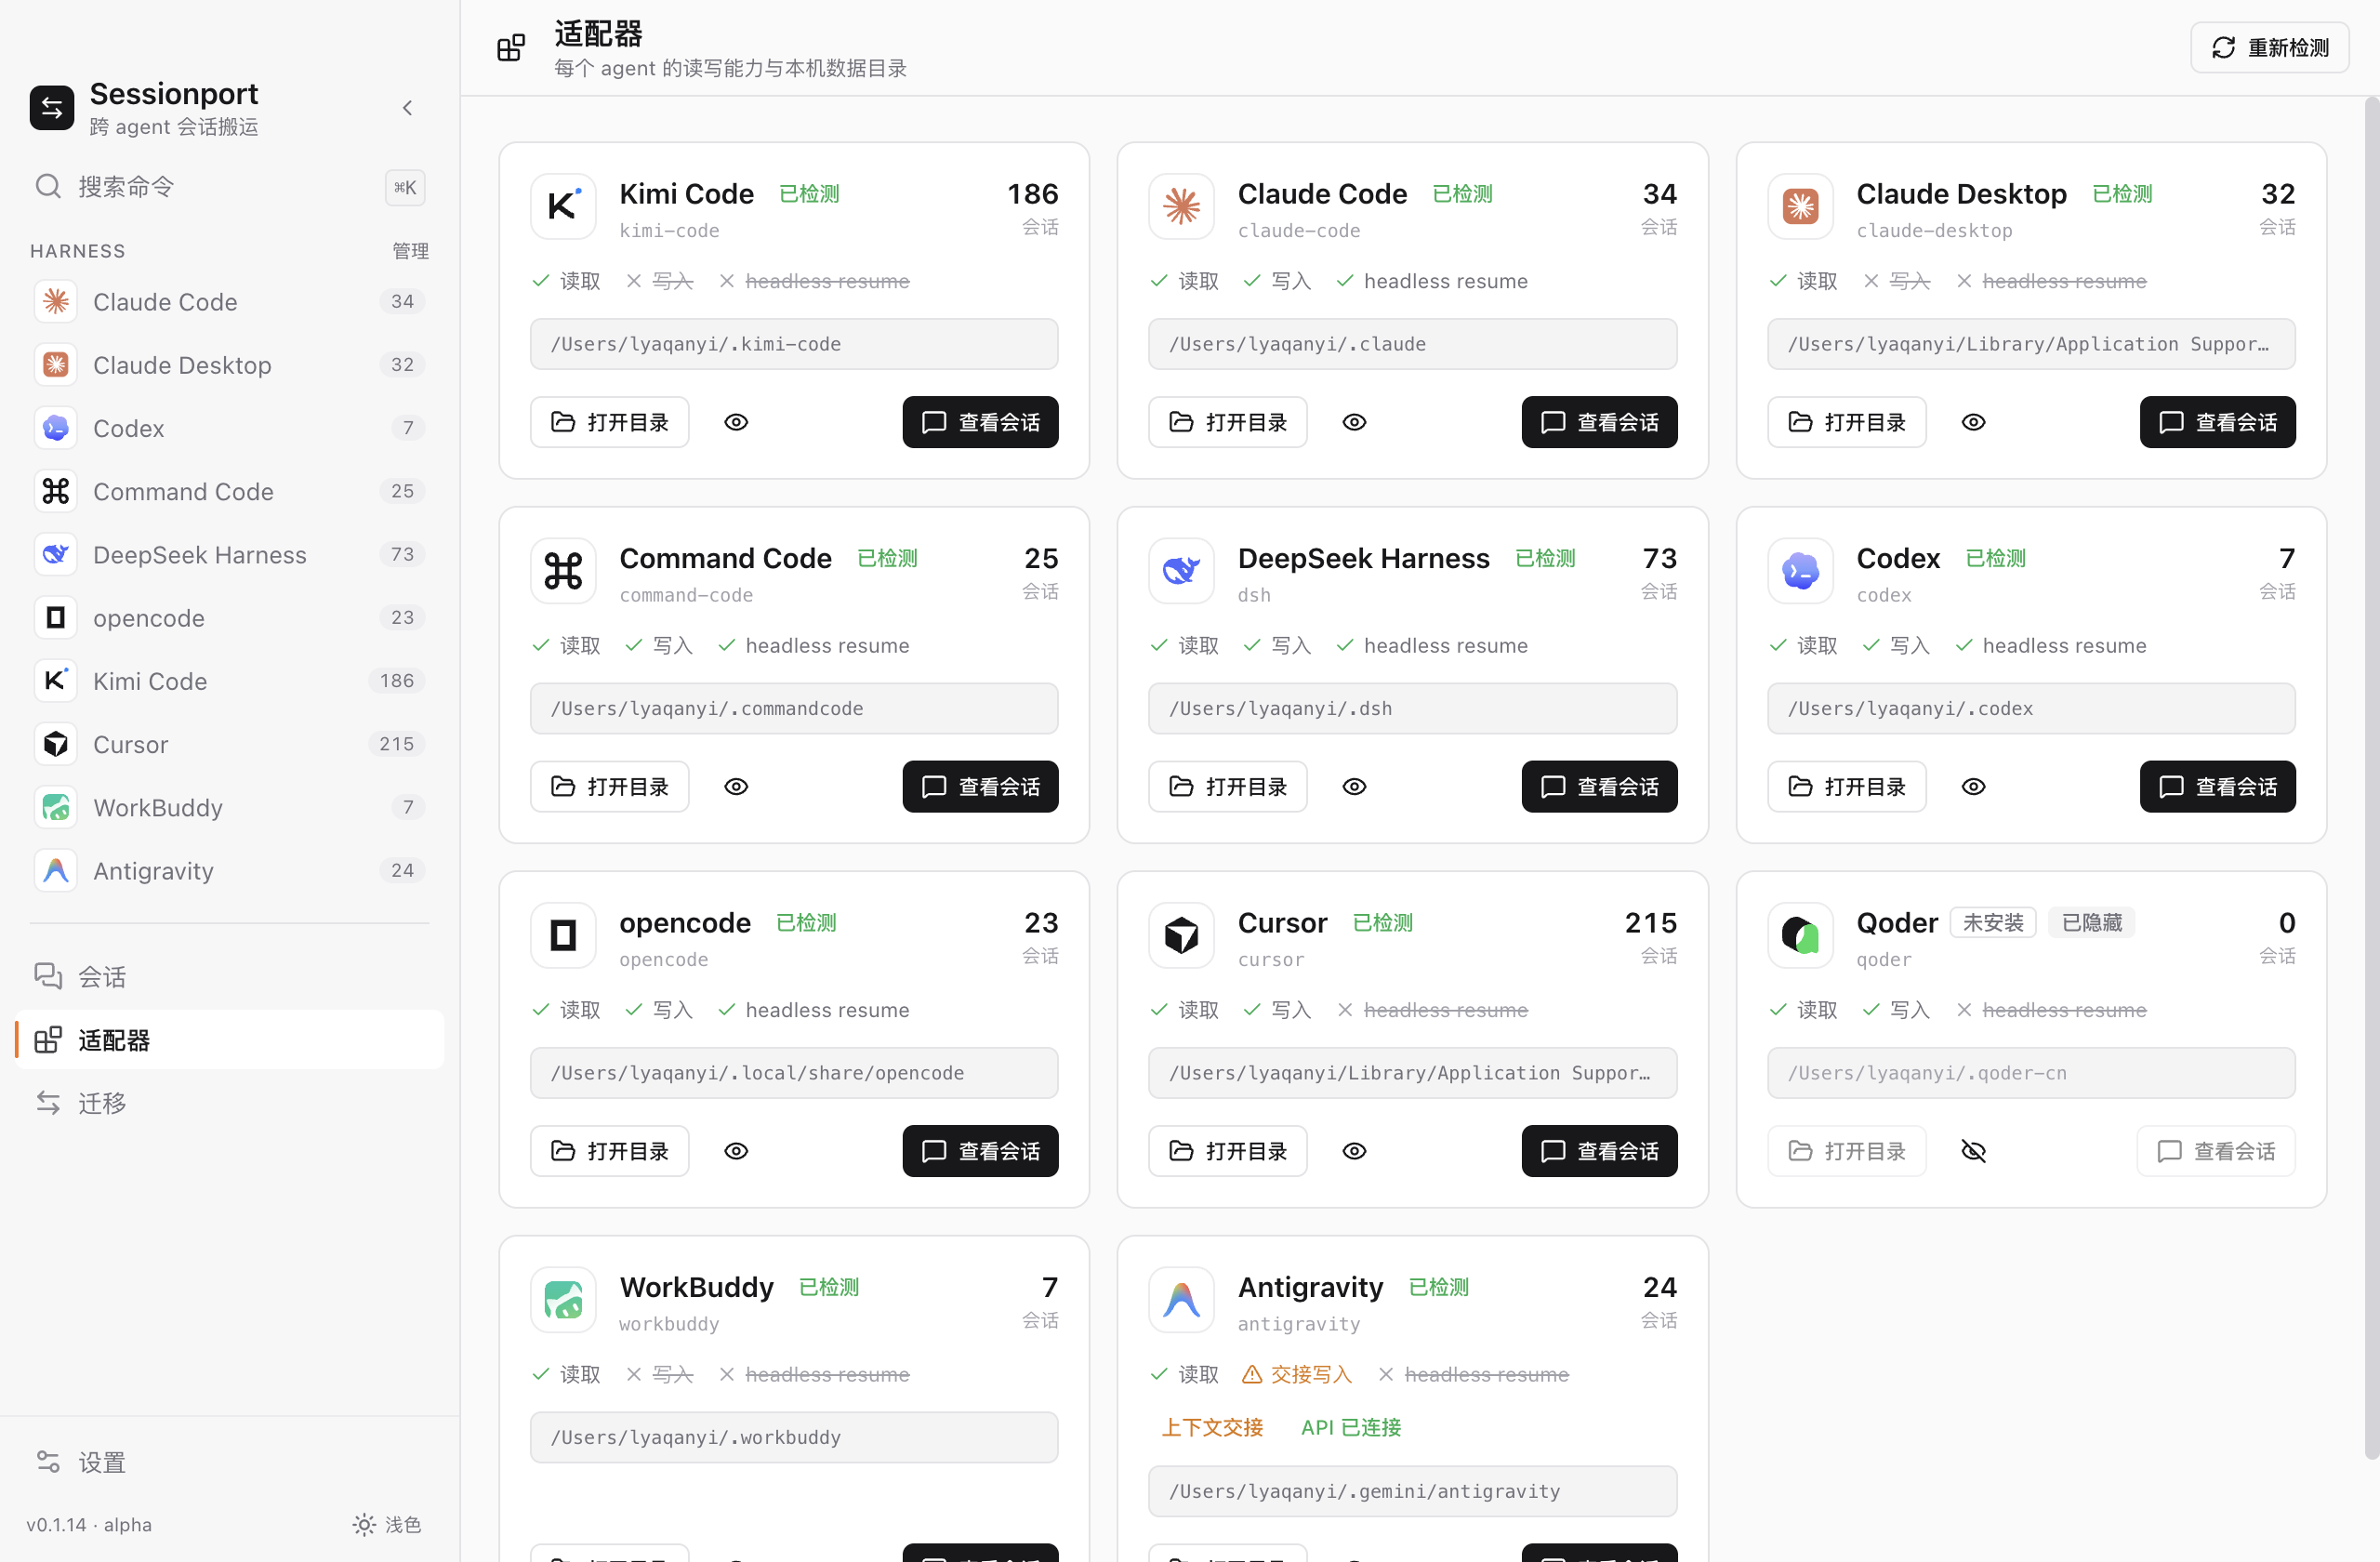 Sessionport
跨 agent 会话搬运
搜索命令 ⌘K
HARNESS 管理
Claude Code 34
Claude Desktop 32
Codex 7
Command Code 25
DeepSeek Harness 73
opencode 23
Kimi Code 186
Cursor 215
WorkBuddy 7
Antigravity 24
会话
适配器
迁移
设置
v0.1.14 · alpha 浅色
适配器
每个 agent 的读写能力与本机数据目录
重新检测
Kimi Code 已检测 186
kimi-code 会话
读取 写入 headless resume
/Users/lyaqanyi/.kimi-code
打开目录 查看会话
Claude Code 已检测 34
claude-code 会话
读取 写入 headless resume
/Users/lyaqanyi/.claude
打开目录 查看会话
Claude Desktop 已检测 32
claude-desktop 会话
读取 写入 headless resume
/Users/lyaqanyi/Library/Application Suppor…
打开目录 查看会话
Command Code 已检测 25
command-code 会话
读取 写入 headless resume
/Users/lyaqanyi/.commandcode
打开目录 查看会话
DeepSeek Harness 已检测 73
dsh 会话
读取 写入 headless resume
/Users/lyaqanyi/.dsh
打开目录 查看会话
Codex 已检测 7
codex 会话
读取 写入 headless resume
/Users/lyaqanyi/.codex
打开目录 查看会话
opencode 已检测 23
opencode 会话
读取 写入 headless resume
/Users/lyaqanyi/.local/share/opencode
打开目录 查看会话
Cursor 已检测 215
cursor 会话
读取 写入 headless resume
/Users/lyaqanyi/Library/Application Suppor…
打开目录 查看会话
Qoder 未安装 已隐藏 0
qoder 会话
读取 写入 headless resume
/Users/lyaqanyi/.qoder-cn
打开目录 查看会话
WorkBuddy 已检测 7
workbuddy 会话
读取 写入 headless resume
/Users/lyaqanyi/.workbuddy
Antigravity 已检测 24
antigravity 会话
读取 交接写入 headless resume
上下文交接 API 已连接
/Users/lyaqanyi/.gemini/antigravity